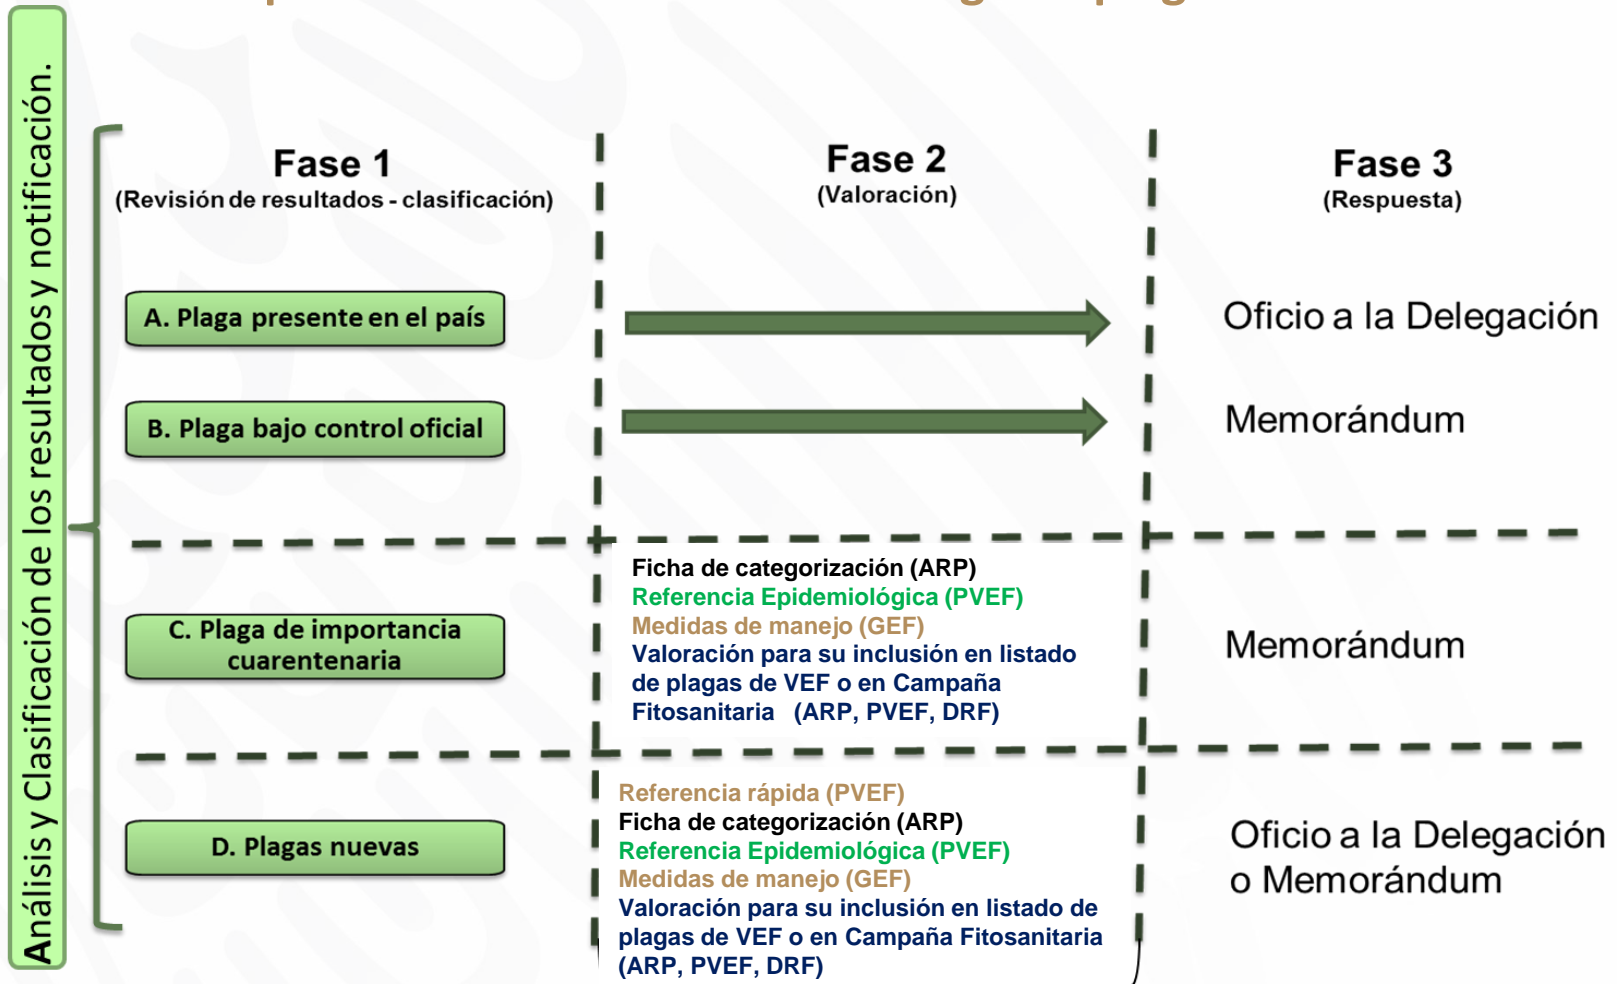 Análisis y Clasificación de los resultados y notificación.
Fase 1
(Revisión de resultados - clasificación)
Fase 2
(Valoración)
Fase 3
(Respuesta)
A. Plaga presente en el país
Oficio a la Delegación
B. Plaga bajo control oficial
Memorándum
C. Plaga de importancia
cuarentenaria
Ficha de categorización (ARP)
Referencia Epidemiológica (PVEF)
Medidas de manejo (GEF)
Valoración para su inclusión en listado
de plagas de VEF o en Campaña
Fitosanitaria (ARP, PVEF, DRF)
Memorándum
D. Plagas nuevas
Referencia rápida (PVEF)
Ficha de categorización (ARP)
Referencia Epidemiológica (PVEF)
Medidas de manejo (GEF)
Valoración para su inclusión en listado de
plagas de VEF o en Campaña Fitosanitaria
(ARP, PVEF, DRF)
Oficio a la Delegación
o Memorándum